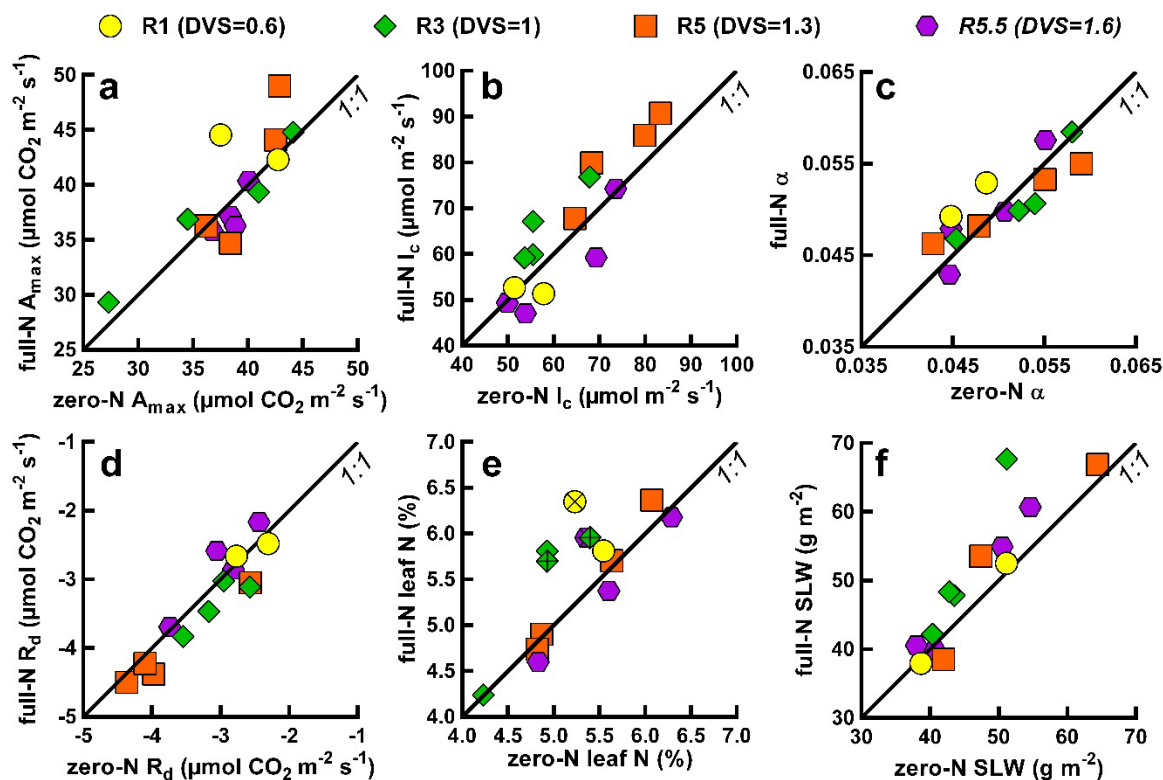 R1 (DVS=0.6) R3 (DVS=1) R5 (DVS=1.3) R5.5 (DVS=1.6)
a
1:1
full-N Amax (µmol CO2 m-2 s-1)
50
45
40
35
30
25
25 30 35 40 45 50
zero-N Amax (µmol CO2 m-2 s-1)
b
1:1
full-N Ic (µmol m-2 s-1)
100
90
80
70
60
50
40
40 50 60 70 80 90 100
zero-N Ic (µmol m-2 s-1)
c
1:1
full-N α
0.065
0.055
0.045
0.035
0.035 0.045 0.055 0.065
zero-N α
d
1:1
full-N Rd (µmol CO2 m-2 s-1)
-1
-2
-3
-4
-5
-5 -4 -3 -2 -1
zero-N Rd (µmol CO2 m-2 s-1)
e
1:1
full-N leaf N (%)
7.0
6.5
6.0
5.5
5.0
4.5
4.0
4.0 4.5 5.0 5.5 6.0 6.5 7.0
zero-N leaf N (%)
f
1:1
full-N SLW (g m-2)
70
60
50
40
30
30 40 50 60 70
zero-N SLW (g m-2)